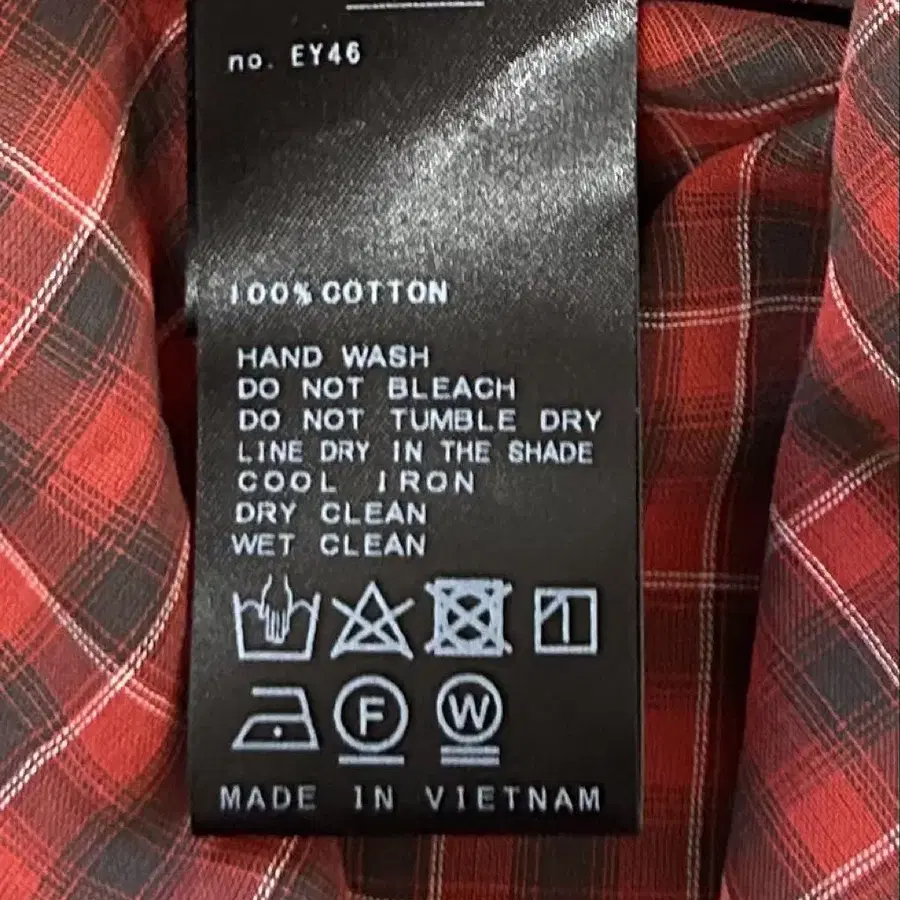 no. EY46
100% COTTON
HAND WASH
DO NOT BLEACH
DO NOT TUMBLE DRY
LINE DRY IN THE SHADE
COOL IRON
DRY CLEAN
WET CLEAN
F W
MADE IN VIETNAM